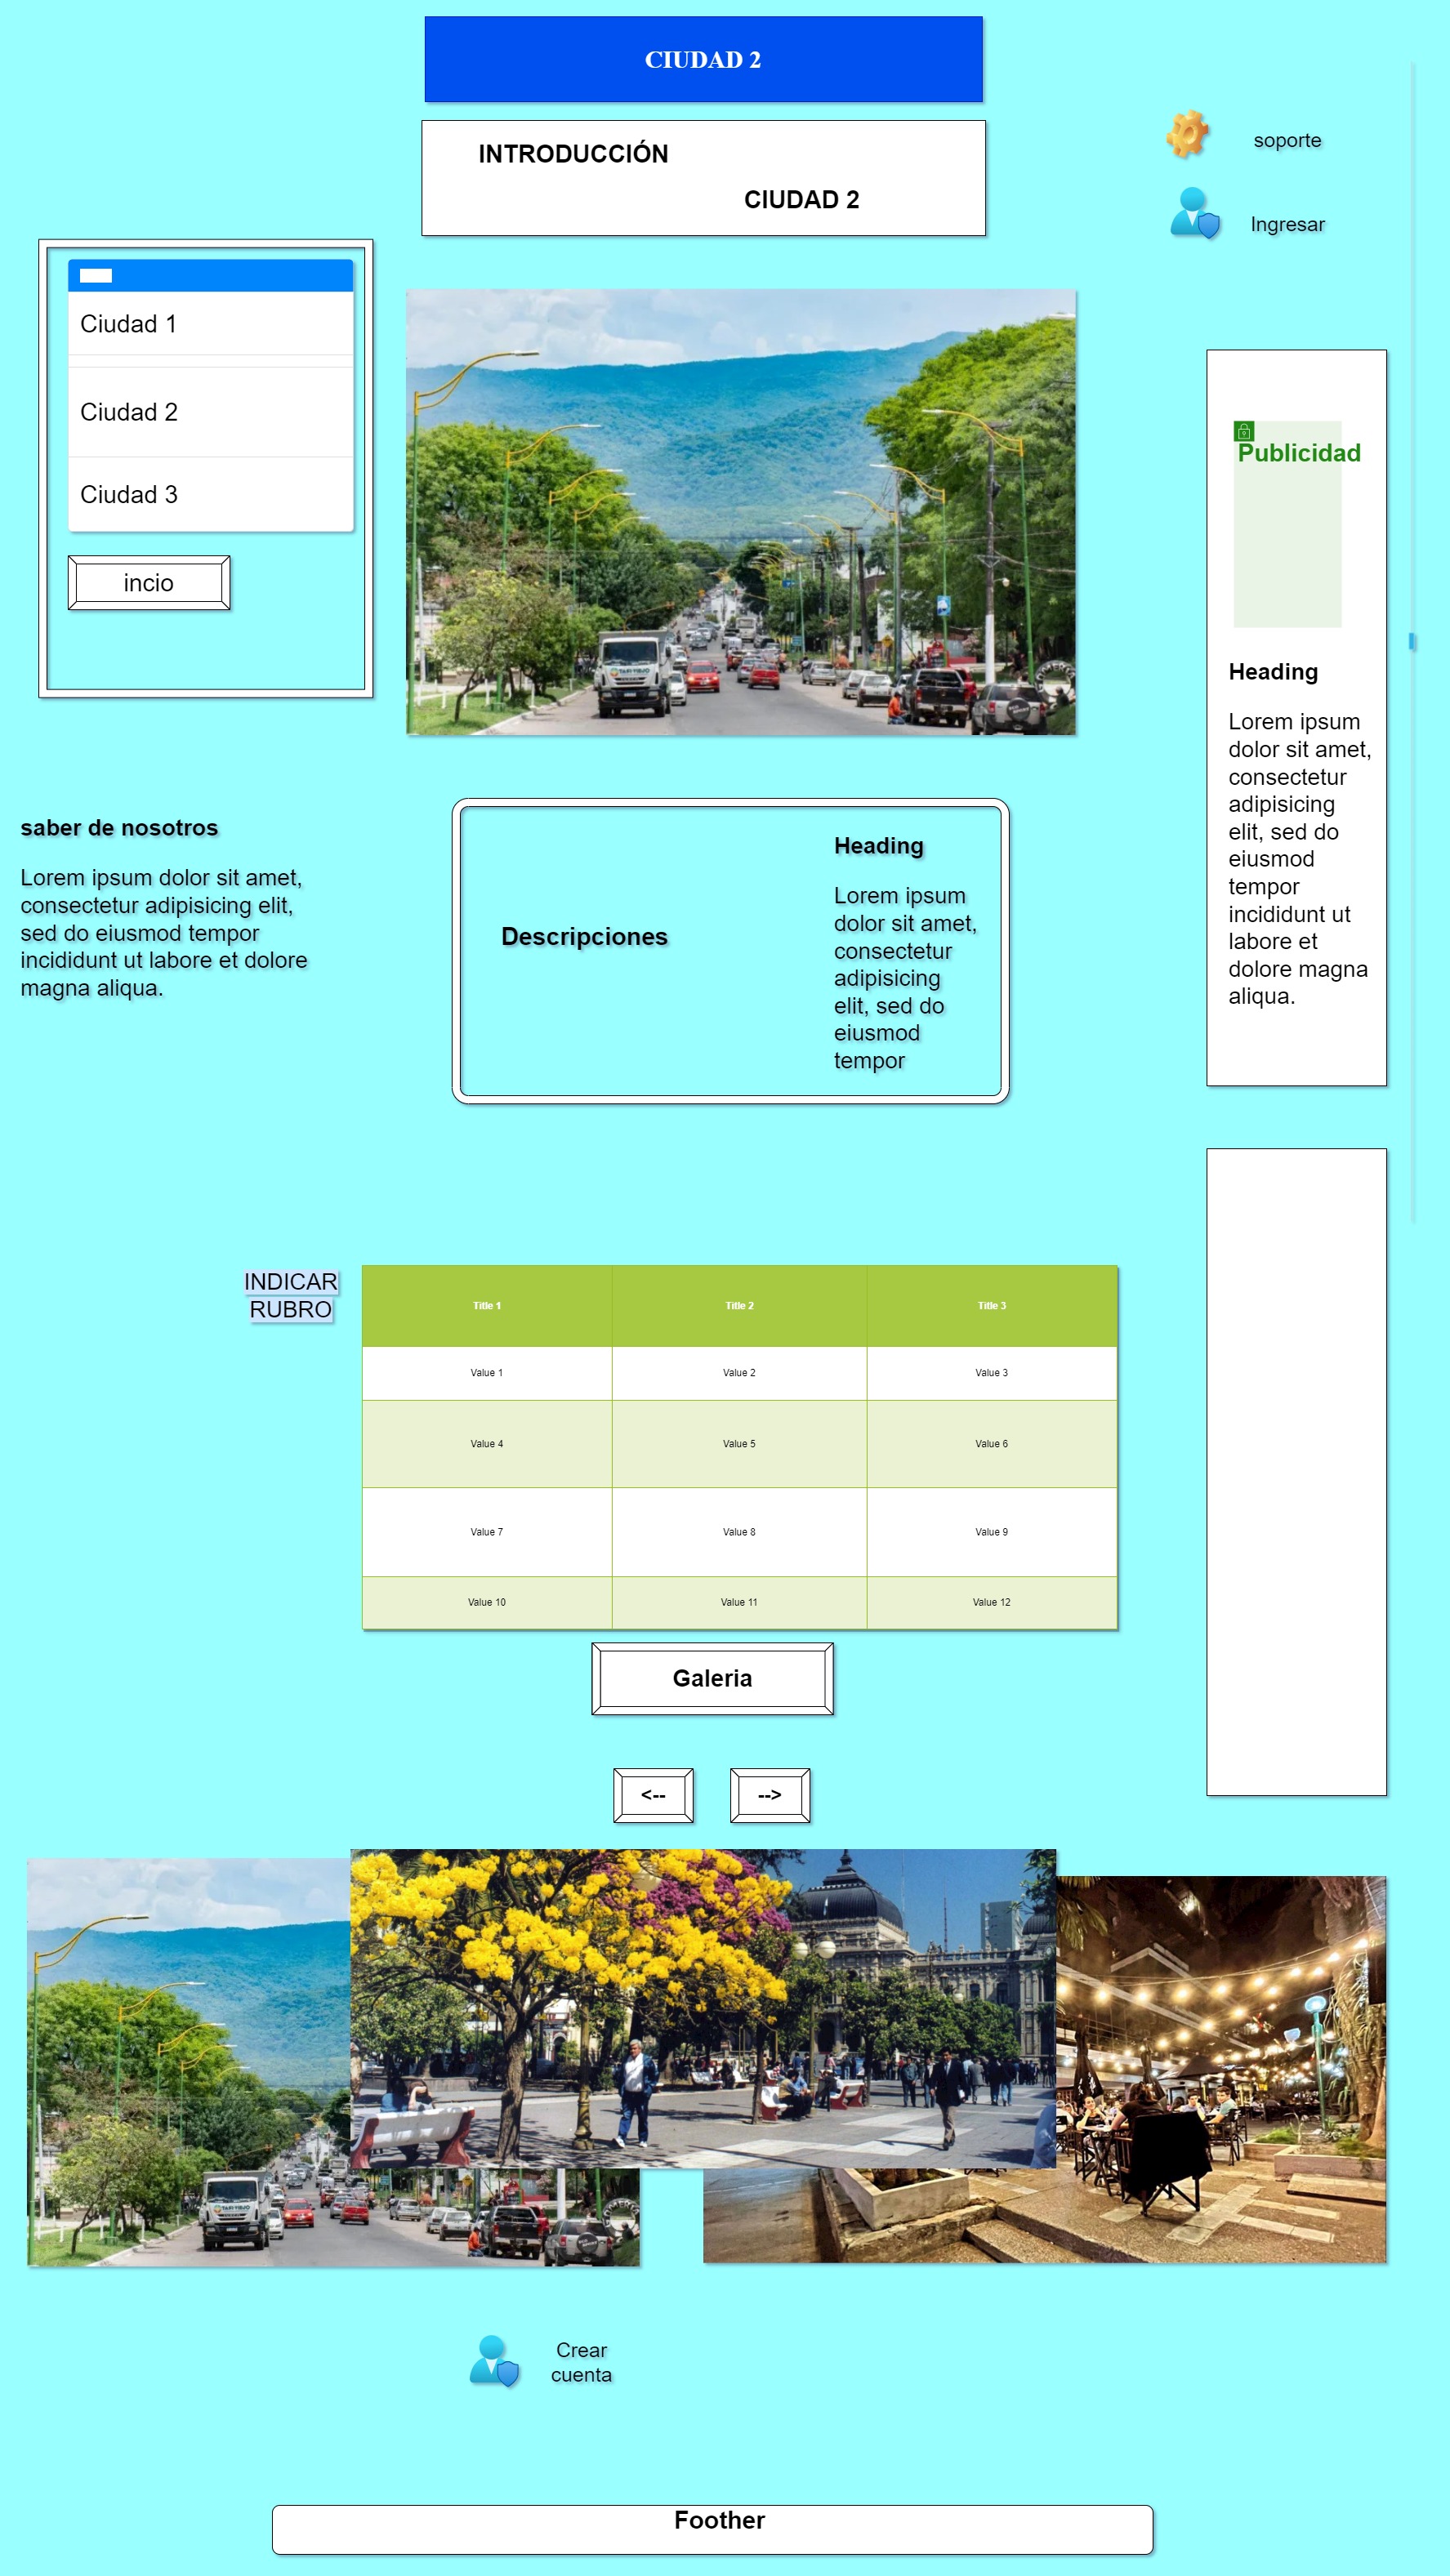 CIUDAD 2
INTRODUCCIÓN
CIUDAD 2
soporte
Ingresar
Ciudad 1
Ciudad 2
Ciudad 3
incio
Publicidad
Heading
Lorem ipsum
dolor sit amet,
consectetur
adipisicing
elit, sed do
eiusmod
tempor
incididunt ut
labore et
dolore magna
aliqua.
saber de nosotros
Lorem ipsum dolor sit amet,
consectetur adipisicing elit,
sed do eiusmod tempor
incididunt ut labore et dolore
magna aliqua.
Descripciones
Heading
Lorem ipsum
dolor sit amet,
consectetur
adipisicing
elit, sed do
eiusmod
tempor
INDICAR
RUBRO
Title 1 Title 2 Title 3
Value 1 Value 2 Value 3
Value 4 Value 5 Value 6
Value 7 Value 8 Value 9
Value 10 Value 11 Value 12
Galeria
<-- -->
Crear
cuenta
Foother